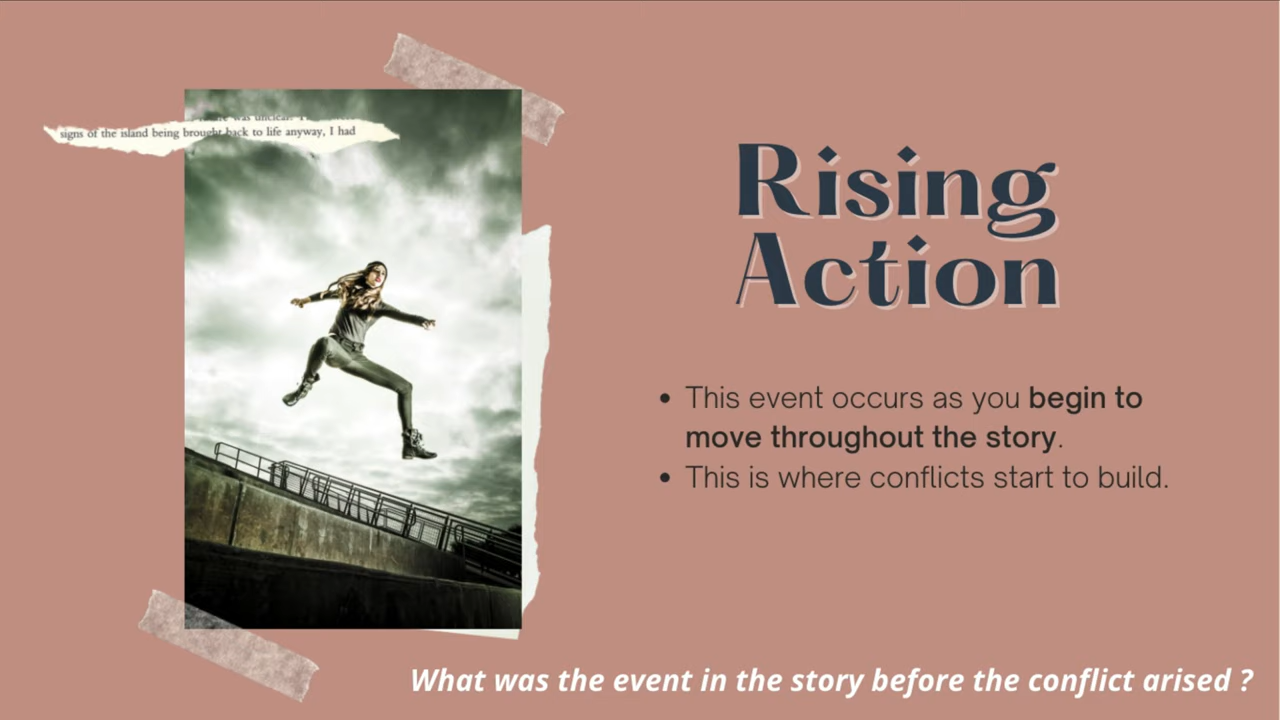 signs of the island being brought back to life anyway, I had
Rising
Action
• This event occurs as you begin to
move throughout the story.
• This is where conflicts start to build.
What was the event in the story before the conflict arised ?